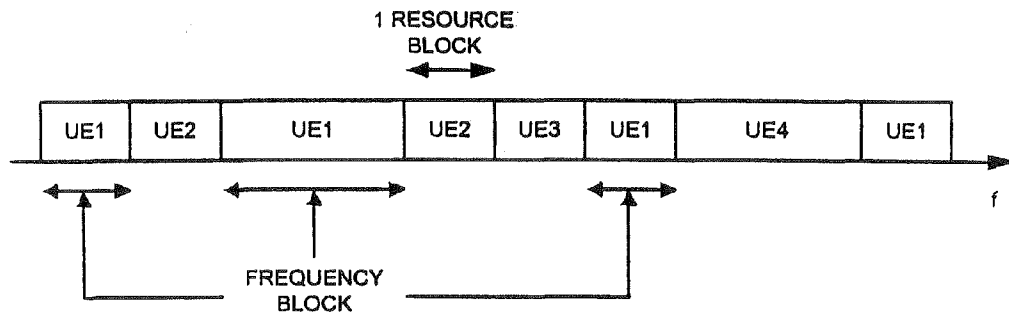 1 RESOURCE
BLOCK
UE1 UE2 UE1 UE2 UE3 UE1 UE4 UE1
f
FREQUENCY
BLOCK